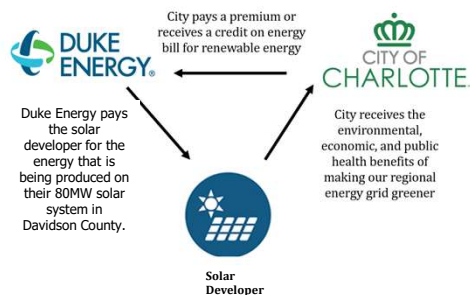 City pays a premium or
receives a credit on energy
bill for renewable energy
DUKE
ENERGY®
CITY OF
CHARLOTTE
Duke Energy pays
the solar
developer for the
energy that is
being produced on
their 80MW solar
system in
Davidson County.
City receives the
environmental,
economic, and public
health benefits of
making our regional
energy grid greener
Solar
Developer